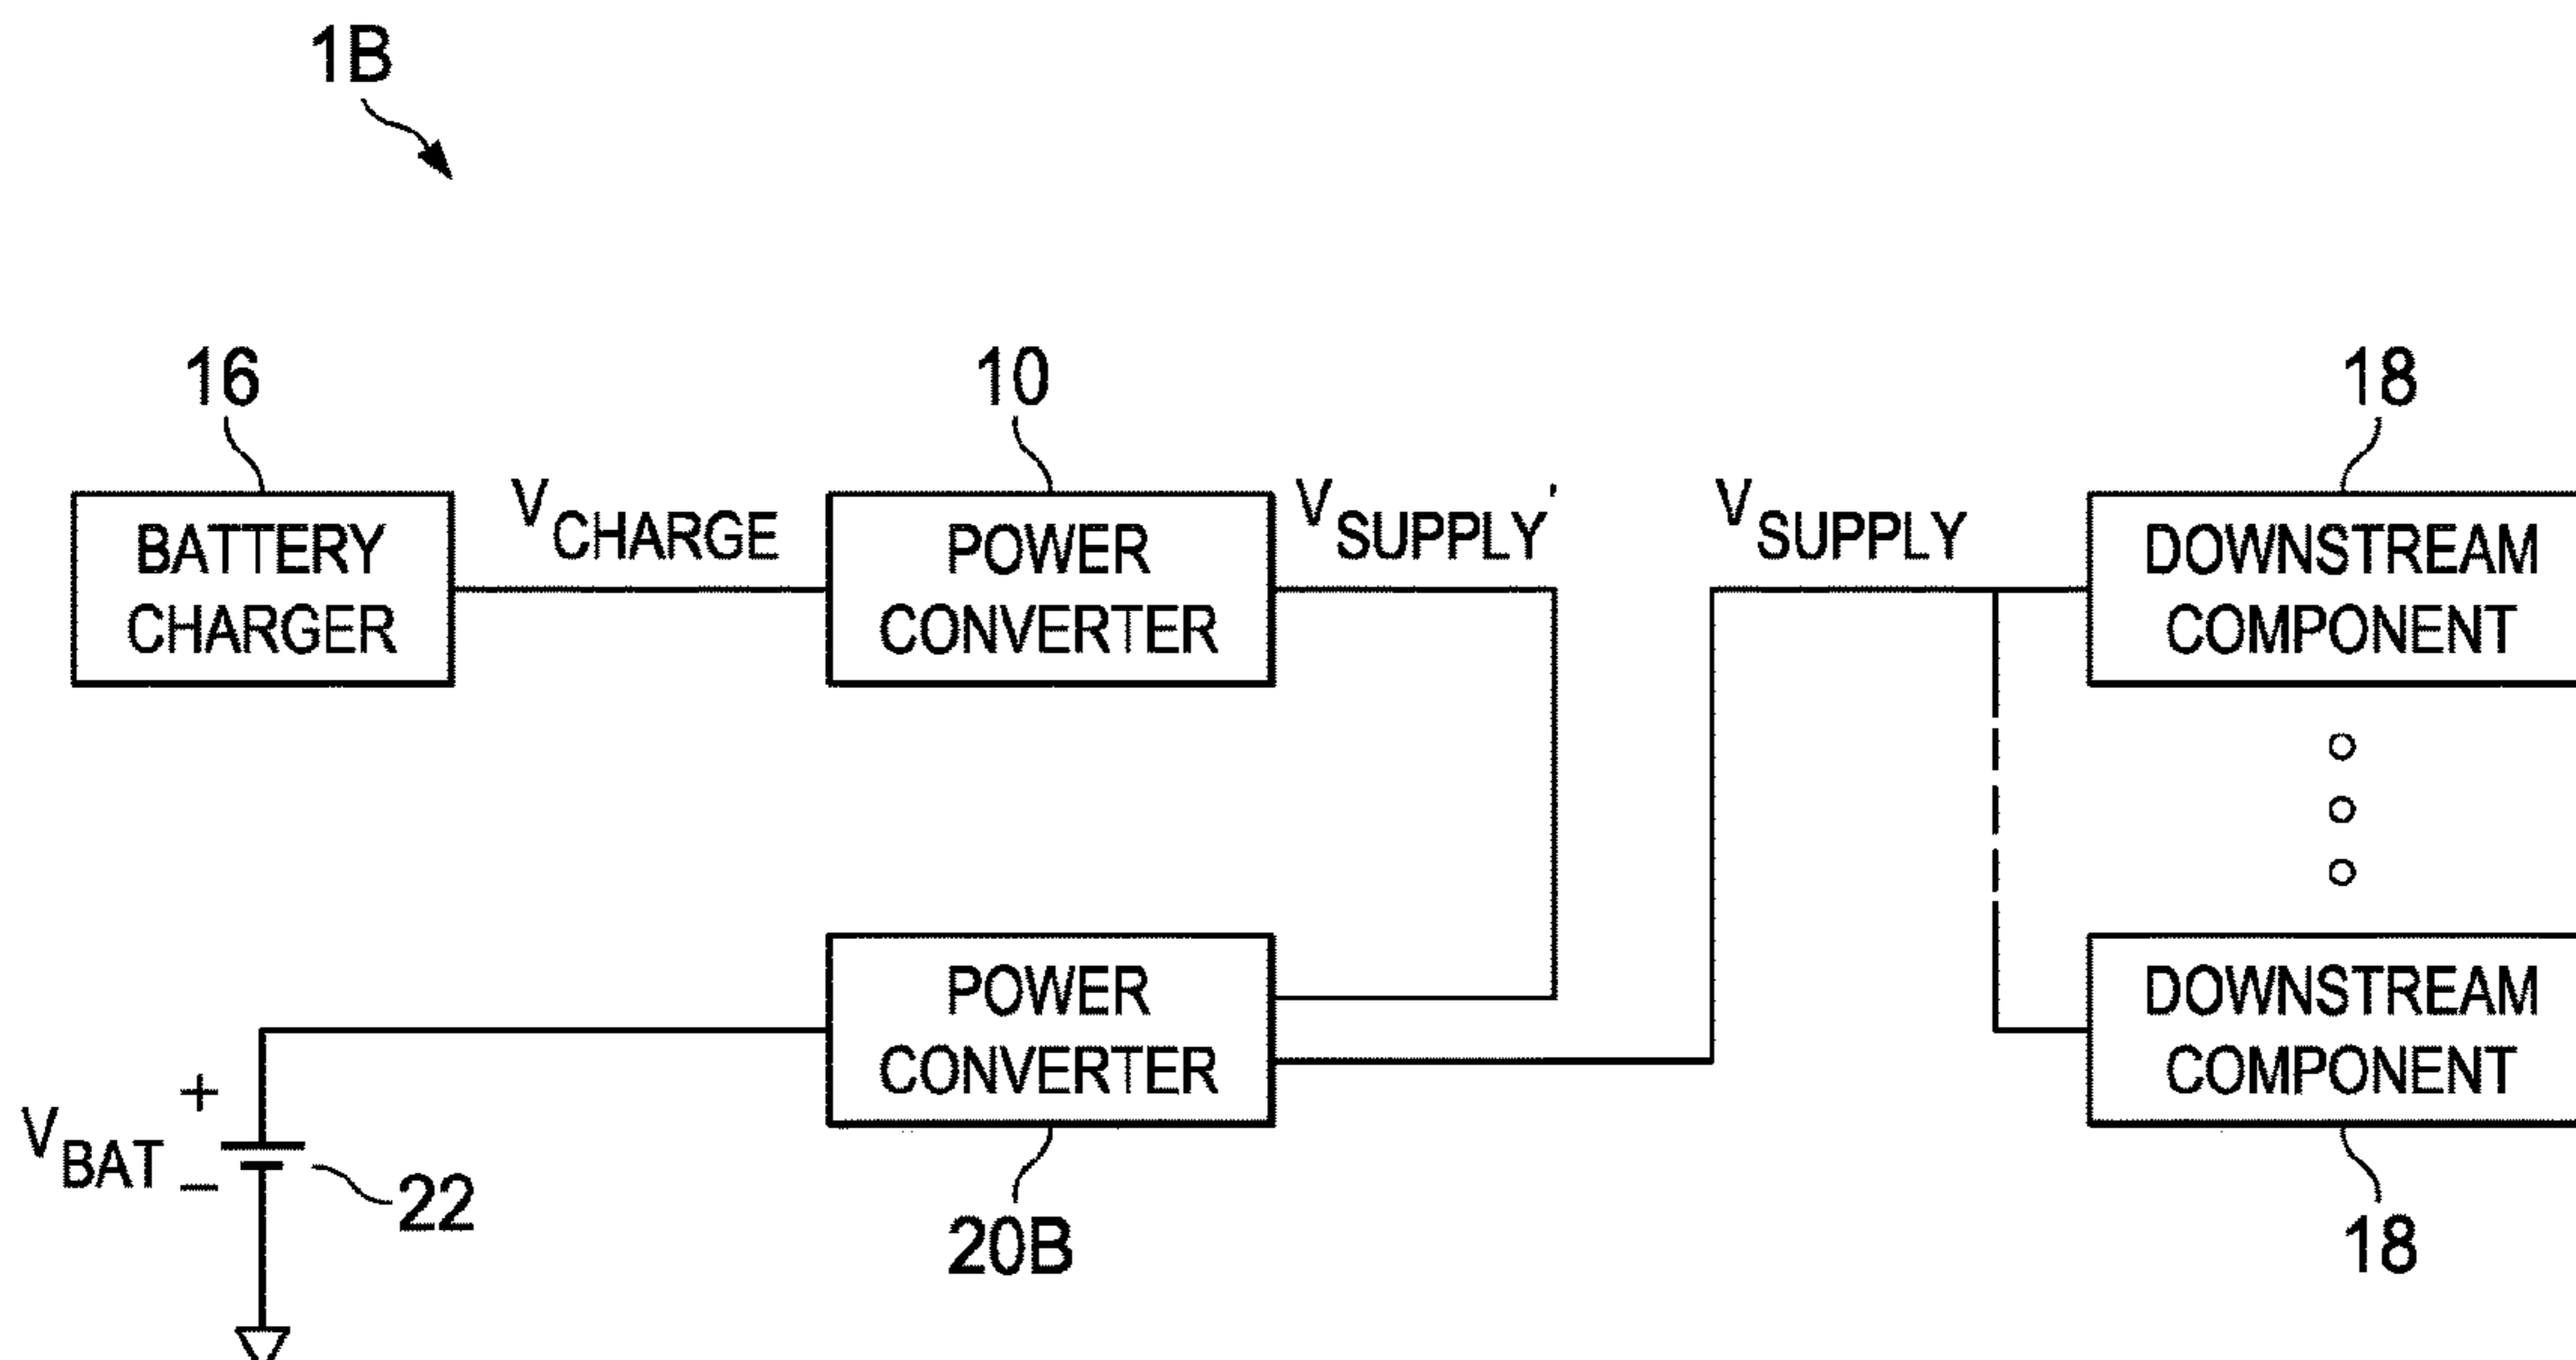 1B
16
10
18
BATTERY
CHARGER
VCHARGE
POWER
CONVERTER
VSUPPLY'
VSUPPLY
DOWNSTREAM
COMPONENT
POWER
CONVERTER
DOWNSTREAM
COMPONENT
+
VBAT
−
22
20B
18